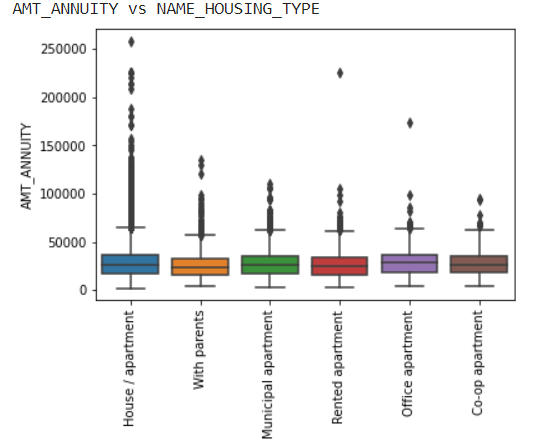 AMT_ANNUITY vs NAME_HOUSING_TYPE
250000
200000
150000
100000
50000
0
AMT_ANNUITY
House / apartment
With parents
Municipal apartment
Rented apartment
Office apartment
Co-op apartment